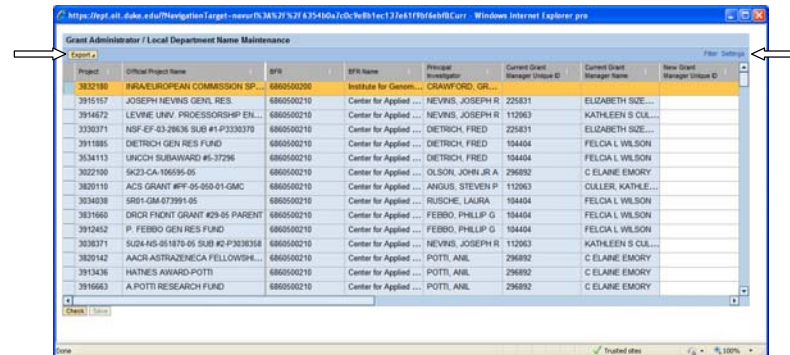 https://ept.oit.duke.edu/?NavigationTarget=navurl%3A%2F%2F6354b0a7c0c9e8b1ec137e61f9bf6ebf&Curr - Windows Internet Explorer pro
Grant Administrator / Local Department Name Maintenance
Export Filter Settings
Project Official Project Name BFR BFR Name Principal Investigator Current Grant Manager Unique ID Current Grant Manager Name New Grant Manager Unique ID
3832180 INRA/EUROPEAN COMMISSION SP... 6860500200 Institute for Genom... CRAWFORD, GR...
3915157 JOSEPH NEVINS GEN'L RES. 6860500210 Center for Applied ... NEVINS, JOSEPH R 225831 ELIZABETH SIZE...
3914672 LEVINE UNIV. PROESSORSHIP EN... 6860500210 Center for Applied ... NEVINS, JOSEPH R 112063 KATHLEEN S CUL...
3330371 NSF-EF-03-28636 SUB #1-P3330370 6860500210 Center for Applied ... DIETRICH, FRED 225831 ELIZABETH SIZE...
3911885 DIETRICH GEN RES FUND 6860500210 Center for Applied ... DIETRICH, FRED 104404 FELCIA L WILSON
3534113 UNCCH SUBAWARD #5-37296 6860500210 Center for Applied ... DIETRICH, FRED 104404 FELCIA L WILSON
3022100 5K23-CA-106595-05 6860500210 Center for Applied ... OLSON, JOHN JR A 296892 C ELAINE EMORY
3820110 ACS GRANT #PF-05-050-01-GMC 6860500210 Center for Applied ... ANGUS, STEVEN P 112063 CULLER, KATHLE...
3034038 5R01-GM-073991-05 6860500210 Center for Applied ... RUSCHE, LAURA 104404 FELCIA L WILSON
3831660 DRCR FNDNT GRANT #29-05 PARENT 6860500210 Center for Applied ... FEBBO, PHILLIP G 104404 FELCIA L WILSON
3912452 P. FEBBO GEN RES FUND 6860500210 Center for Applied ... FEBBO, PHILLIP G 104404 FELCIA L WILSON
3038371 5U24-NS-051870-05 SUB #2-P3038358 6860500210 Center for Applied ... NEVINS, JOSEPH R 112063 KATHLEEN S CUL...
3820142 AACR-ASTRAZENECA FELLOWSHI... 6860500210 Center for Applied ... POTTI, ANIL 296892 C ELAINE EMORY
3913436 HATNES AWARD-POTTI 6860500210 Center for Applied ... POTTI, ANIL 296892 C ELAINE EMORY
3916663 A.POTTI RESEARCH FUND 6860500210 Center for Applied ... POTTI, ANIL 296892 C ELAINE EMORY
Check Save
Done Trusted sites 100%